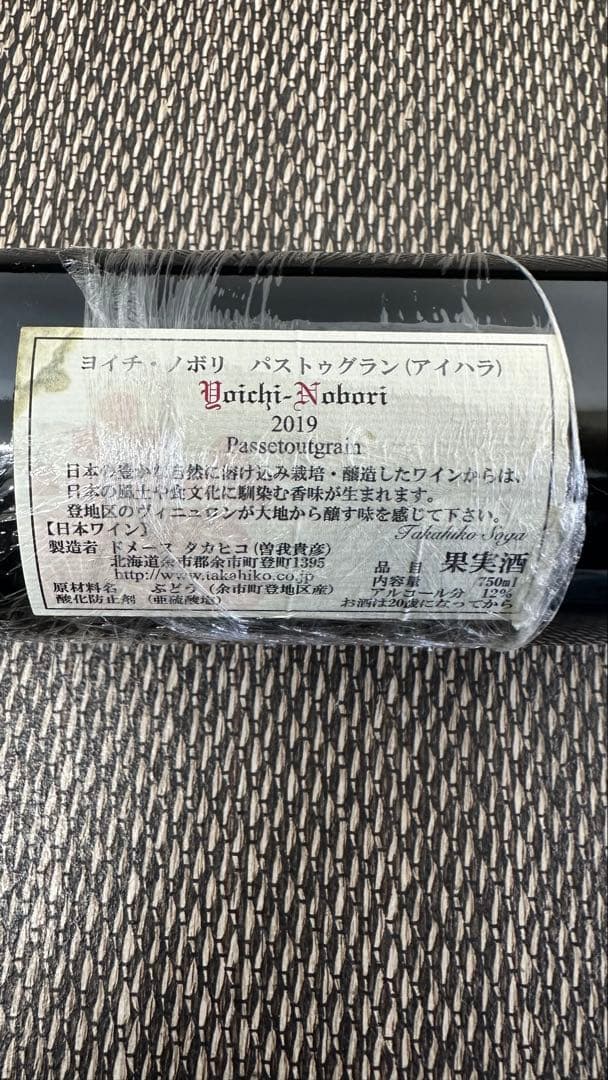 ヨイチ・ノボリ パストゥグラン(アイハラ)
Yoichi-Nobori
2019
Passetoutgrain
日本の豊かな自然に溶け込み栽培・醸造したワインからは、
日本の風土や食文化に馴染む香味が生まれます。
登地区のヴィニュロンが大地から醸す味を感じて下さい。
【日本ワイン】 Takahiko Soga
製造者 ドメーヌ タカヒコ(曽我貴彦)
北海道余市郡余市町登町1395
http://www.takahiko.co.jp
原材料名 ぶどう (余市町登地区産)
酸化防止剤 (亜硫酸塩)
品目 果実酒
内容量 750ml
アルコール分 12%
お酒は20歳になってから